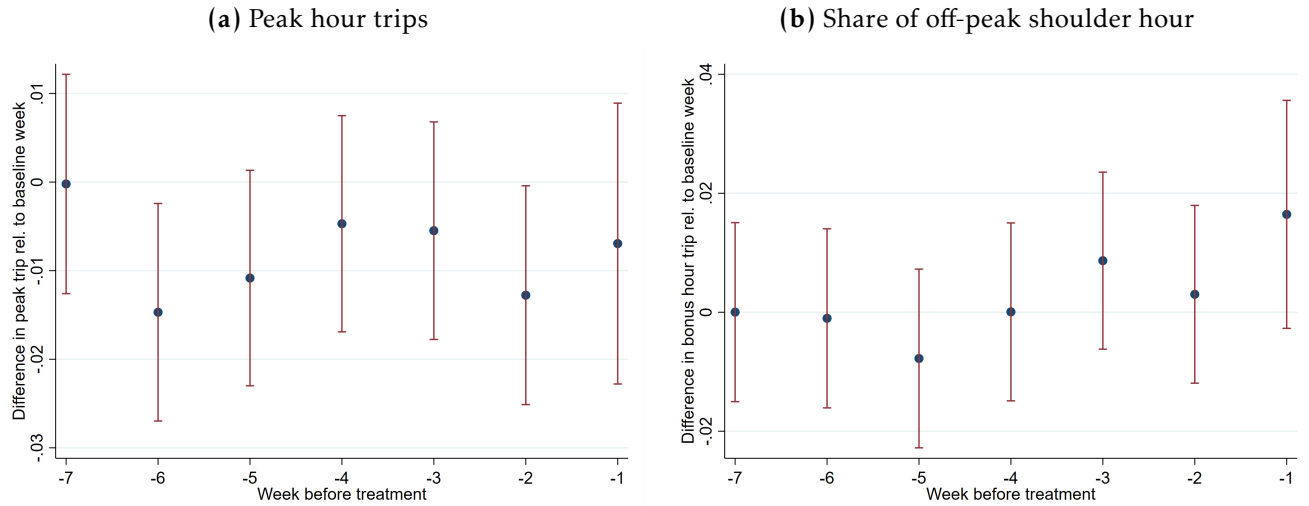 (a) Peak hour trips
Difference in peak trip rel. to baseline week
.01
0
-.01
-.02
-.03
-7 -6 -5 -4 -3 -2 -1
Week before treatment
(b) Share of off-peak shoulder hour
Difference in bonus hour trip rel. to baseline week
.04
.02
0
-.02
-7 -6 -5 -4 -3 -2 -1
Week before treatment